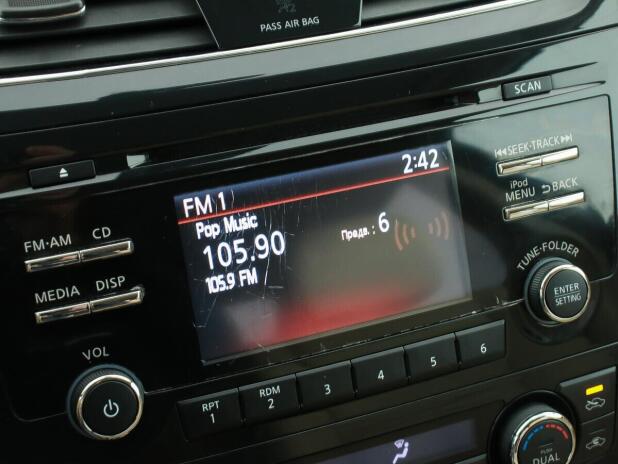 PASS AIR BAG
SCAN
2:42
FM 1
Pop Music
105.90
Предв. : 6
105.9 FM
FM·AM CD
MEDIA DISP
VOL
SEEK·TRACK
iPod
MENU BACK
TUNE·FOLDER
ENTER
SETTING
RPT
1
RDM
2
3
4
5
6
PUSH
DUAL